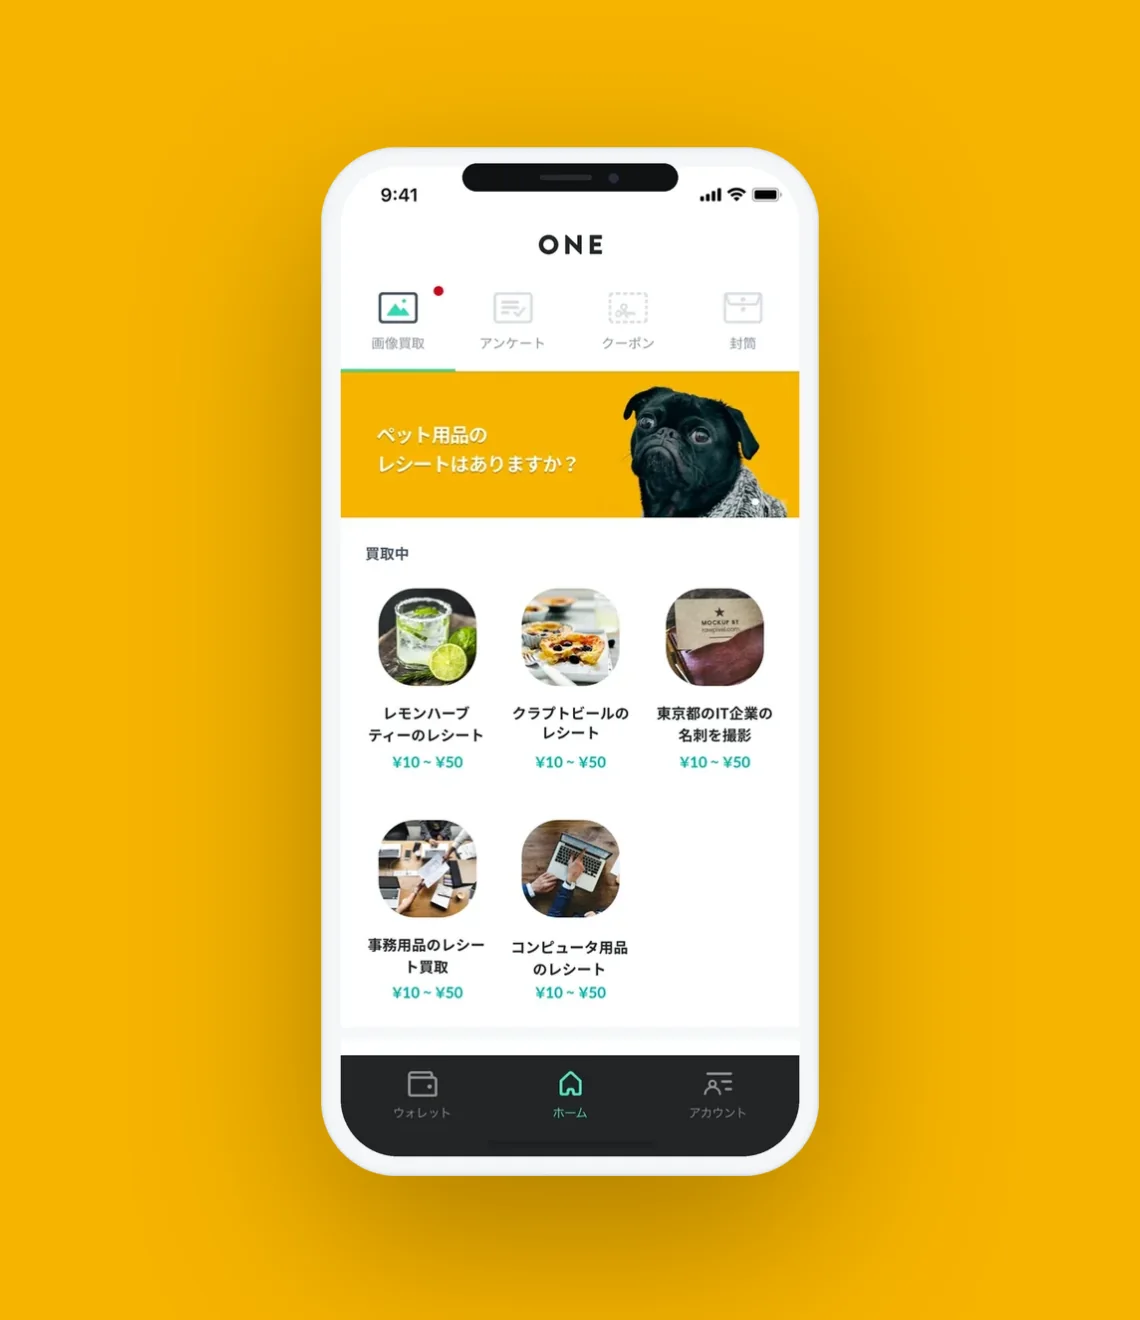 9:41
ONE
画像買取
アンケート
クーポン
封筒
ペット用品の
レシートはありますか？
買取中
MOCKUP BY
rawpixel.com
レモンハーブ
ティーのレシート
¥10 ~ ¥50
クラプトビールの
レシート
¥10 ~ ¥50
東京都のIT企業の
名刺を撮影
¥10 ~ ¥50
事務用品のレシー
ト買取
¥10 ~ ¥50
コンピュータ用品
のレシート
¥10 ~ ¥50
ウォレット
ホーム
アカウント